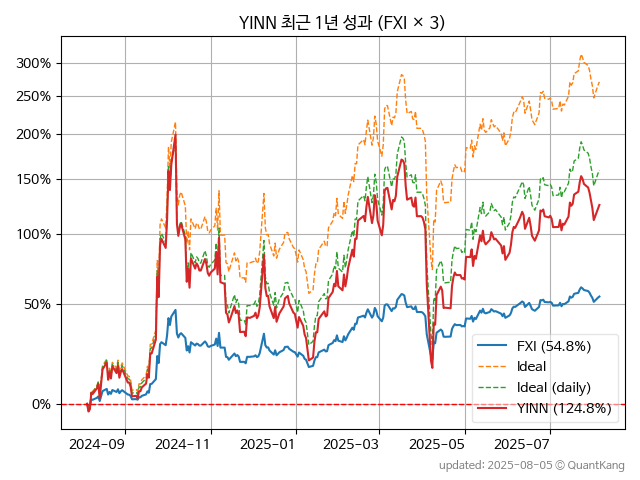 YINN 최근 1년 성과 (FXI × 3)
300%
250%
200%
150%
100%
50%
0%
FXI (54.8%)
Ideal
Ideal (daily)
YINN (124.8%)
2024-09
2024-11
2025-01
2025-03
2025-05
2025-07
updated: 2025-08-05 © QuantKang